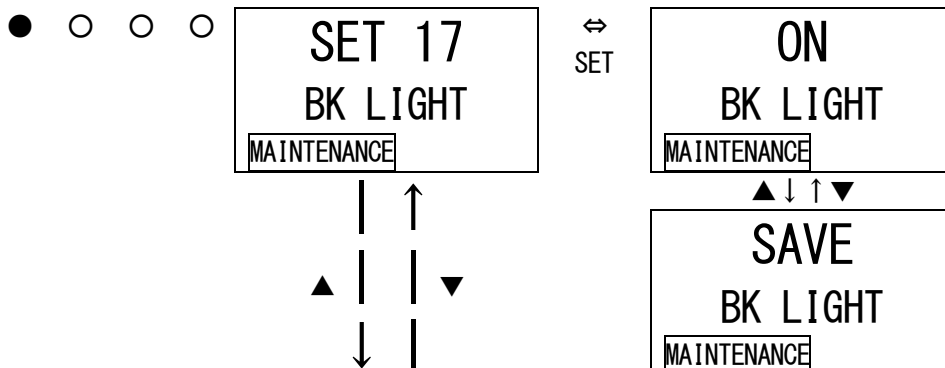 ● ○ ○ ○
SET 17
BK LIGHT
MAINTENANCE
⇔
SET
ON
BK LIGHT
MAINTENANCE
▲↓↑▼
SAVE
BK LIGHT
MAINTENANCE
▲ ↓ ↑ ▼